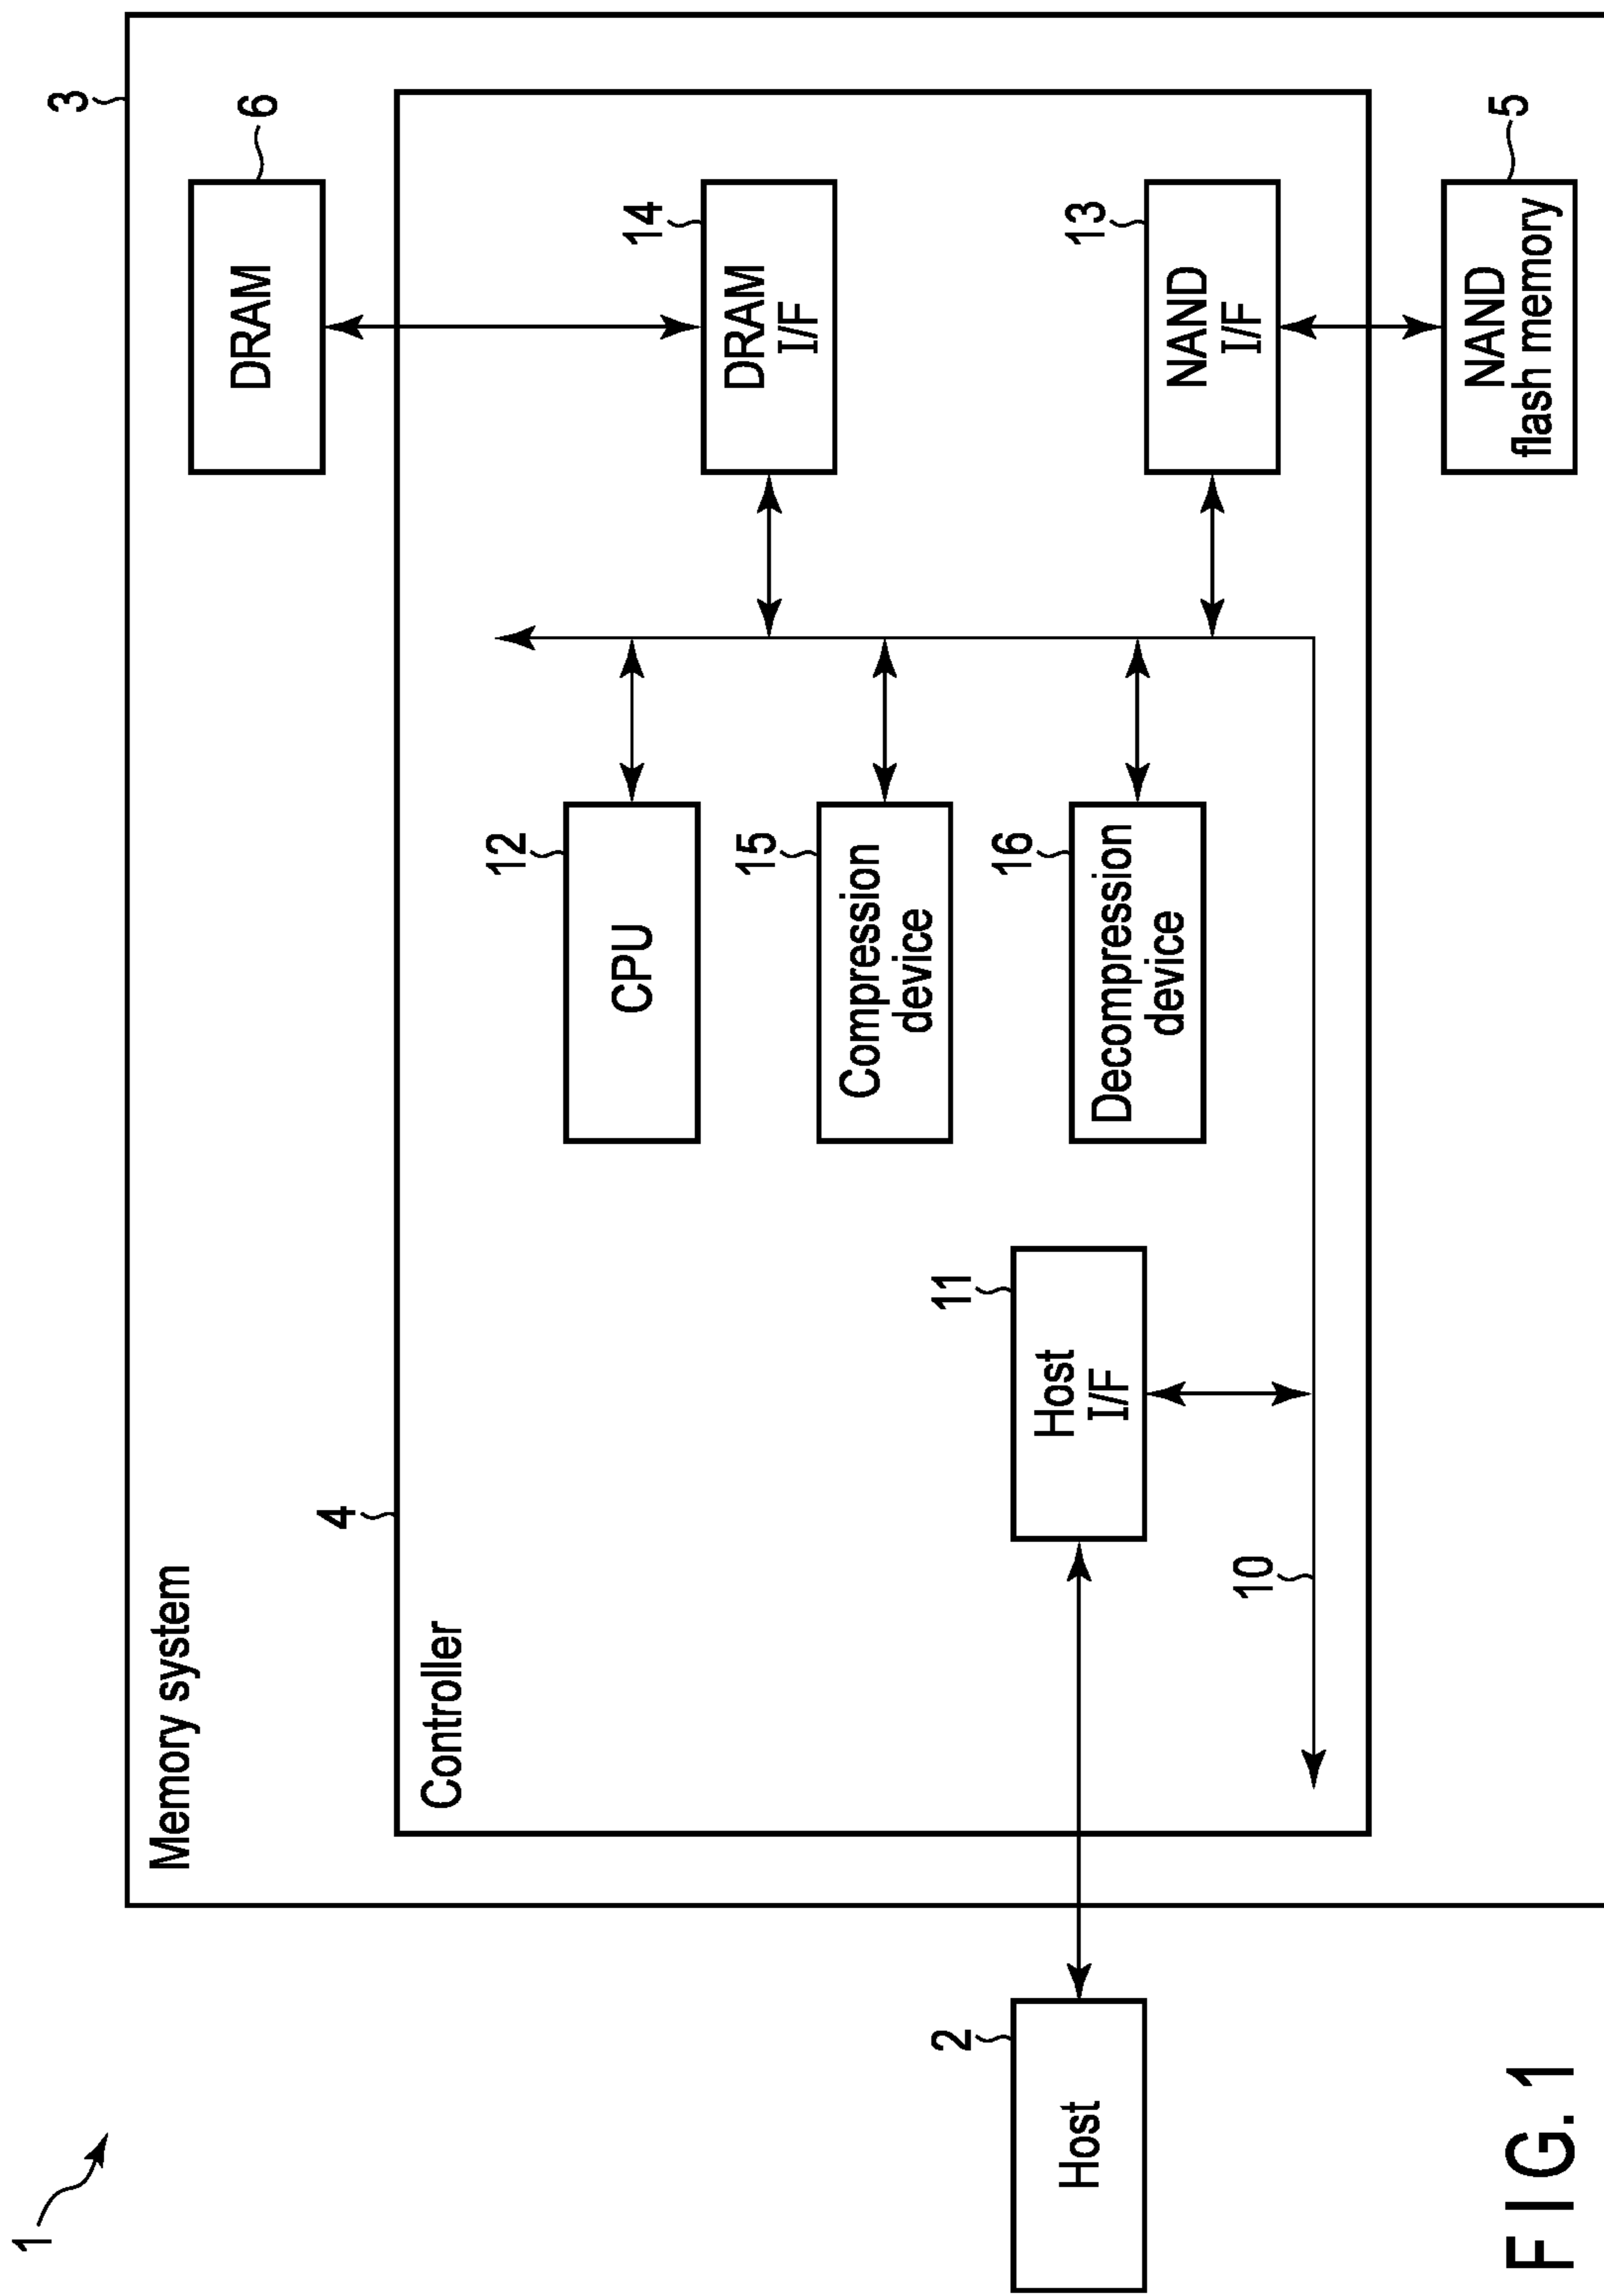 1
3
Memory system
6
DRAM
4
Controller
12
CPU
14
DRAM
I/F
15
Compression
device
2
Host
11
Host
I/F
16
Decompression
device
13
NAND
I/F
10
5
NAND
flash memory
FIG. 1